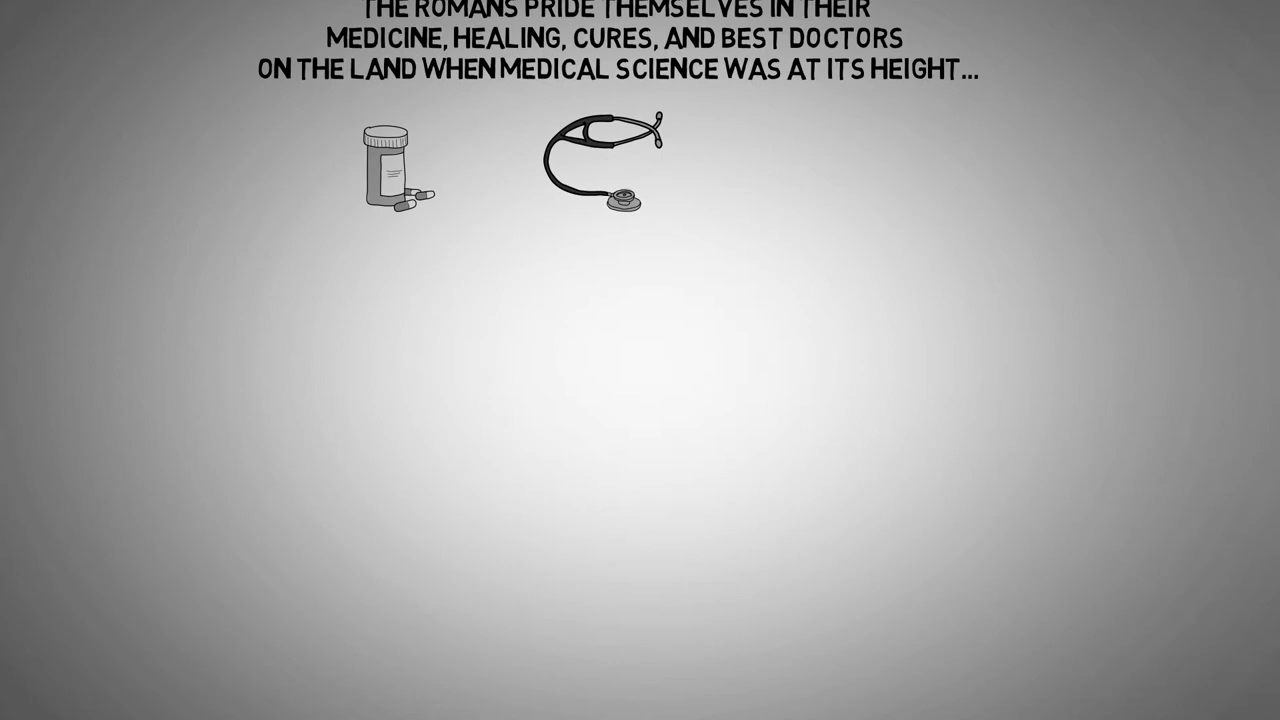 THE ROMANS PRIDE THEMSELVES IN THEIR
MEDICINE, HEALING, CURES, AND BEST DOCTORS
ON THE LAND WHEN MEDICAL SCIENCE WAS AT ITS HEIGHT...